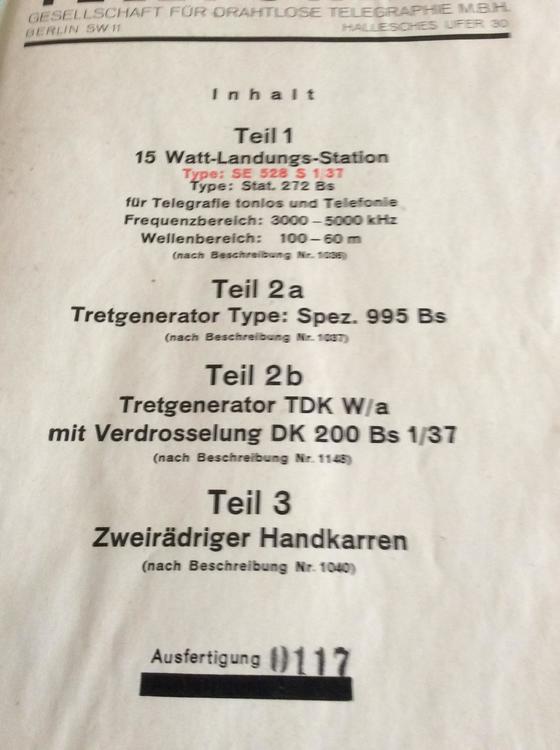 GESELLSCHAFT FÜR DRAHTLOSE TELEGRAPHIE M.B.H.
BERLIN SW 11 HALLESCHES UFER 30
Inhalt
Teil 1
15 Watt-Landungs-Station
Type: SE 528 S 1/37
Type: Stat. 272 Bs
für Telegrafie tonlos und Telefonie
Frequenzbereich: 3000 – 5000 kHz
Wellenbereich: 100 – 60 m
(nach Beschreibung Nr. 1036)
Teil 2a
Tretgenerator Type: Spez. 995 Bs
(nach Beschreibung Nr. 1037)
Teil 2b
Tretgenerator TDK W/a
mit Verdrosselung DK 200 Bs 1/37
(nach Beschreibung Nr. 1148)
Teil 3
Zweirädriger Handkarren
(nach Beschreibung Nr. 1040)
Ausfertigung 0117